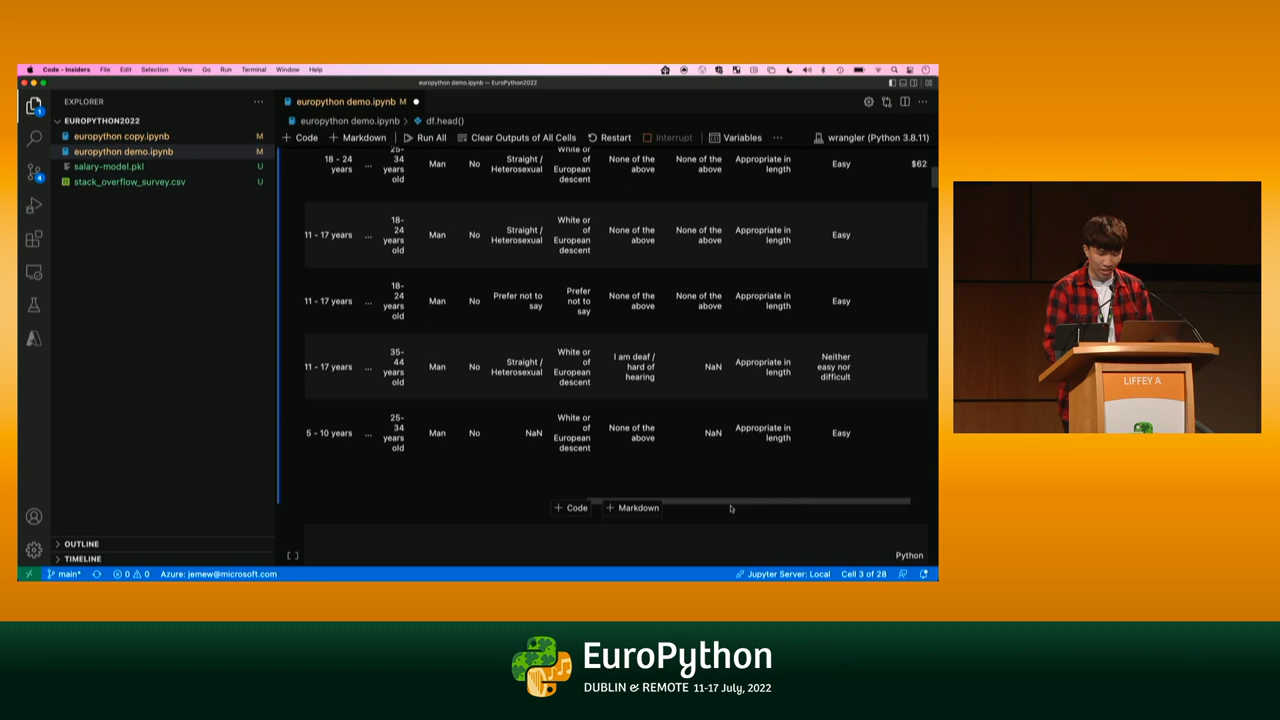 Code - Insiders File Edit Selection View Go Run Terminal Window Help
europython demo.ipynb — EuroPython2022
EXPLORER
europython demo.ipynb M
EUROPYTHON2022
europython demo.ipynb > df.head()
europython copy.ipynb M
+ Code + Markdown Run All Clear Outputs of All Cells Restart Interrupt Variables ... wrangler (Python 3.8.11)
europython demo.ipynb M
salary-model.pkl U
stack_overflow_survey.csv U
18 - 24 years ... 25-34 years old Man No Straight / Heterosexual White or of European descent None of the above None of the above Appropriate in length Easy $62
11 - 17 years ... 18-24 years old Man No Straight / Heterosexual White or of European descent None of the above None of the above Appropriate in length Easy
11 - 17 years ... 18-24 years old Man No Prefer not to say Prefer not to say None of the above None of the above Appropriate in length Easy
11 - 17 years ... 35-44 years old Man No Straight / Heterosexual White or of European descent I am deaf / hard of hearing NaN Appropriate in length Neither easy nor difficult
5 - 10 years ... 25-34 years old Man No NaN White or of European descent None of the above NaN Appropriate in length Easy
+ Code + Markdown
[ ] Python
OUTLINE
TIMELINE
main* 0 0 Azure: jemew@microsoft.com Jupyter Server: Local Cell 3 of 28
LIFFEY A
EuroPython
DUBLIN & REMOTE 11-17 July, 2022